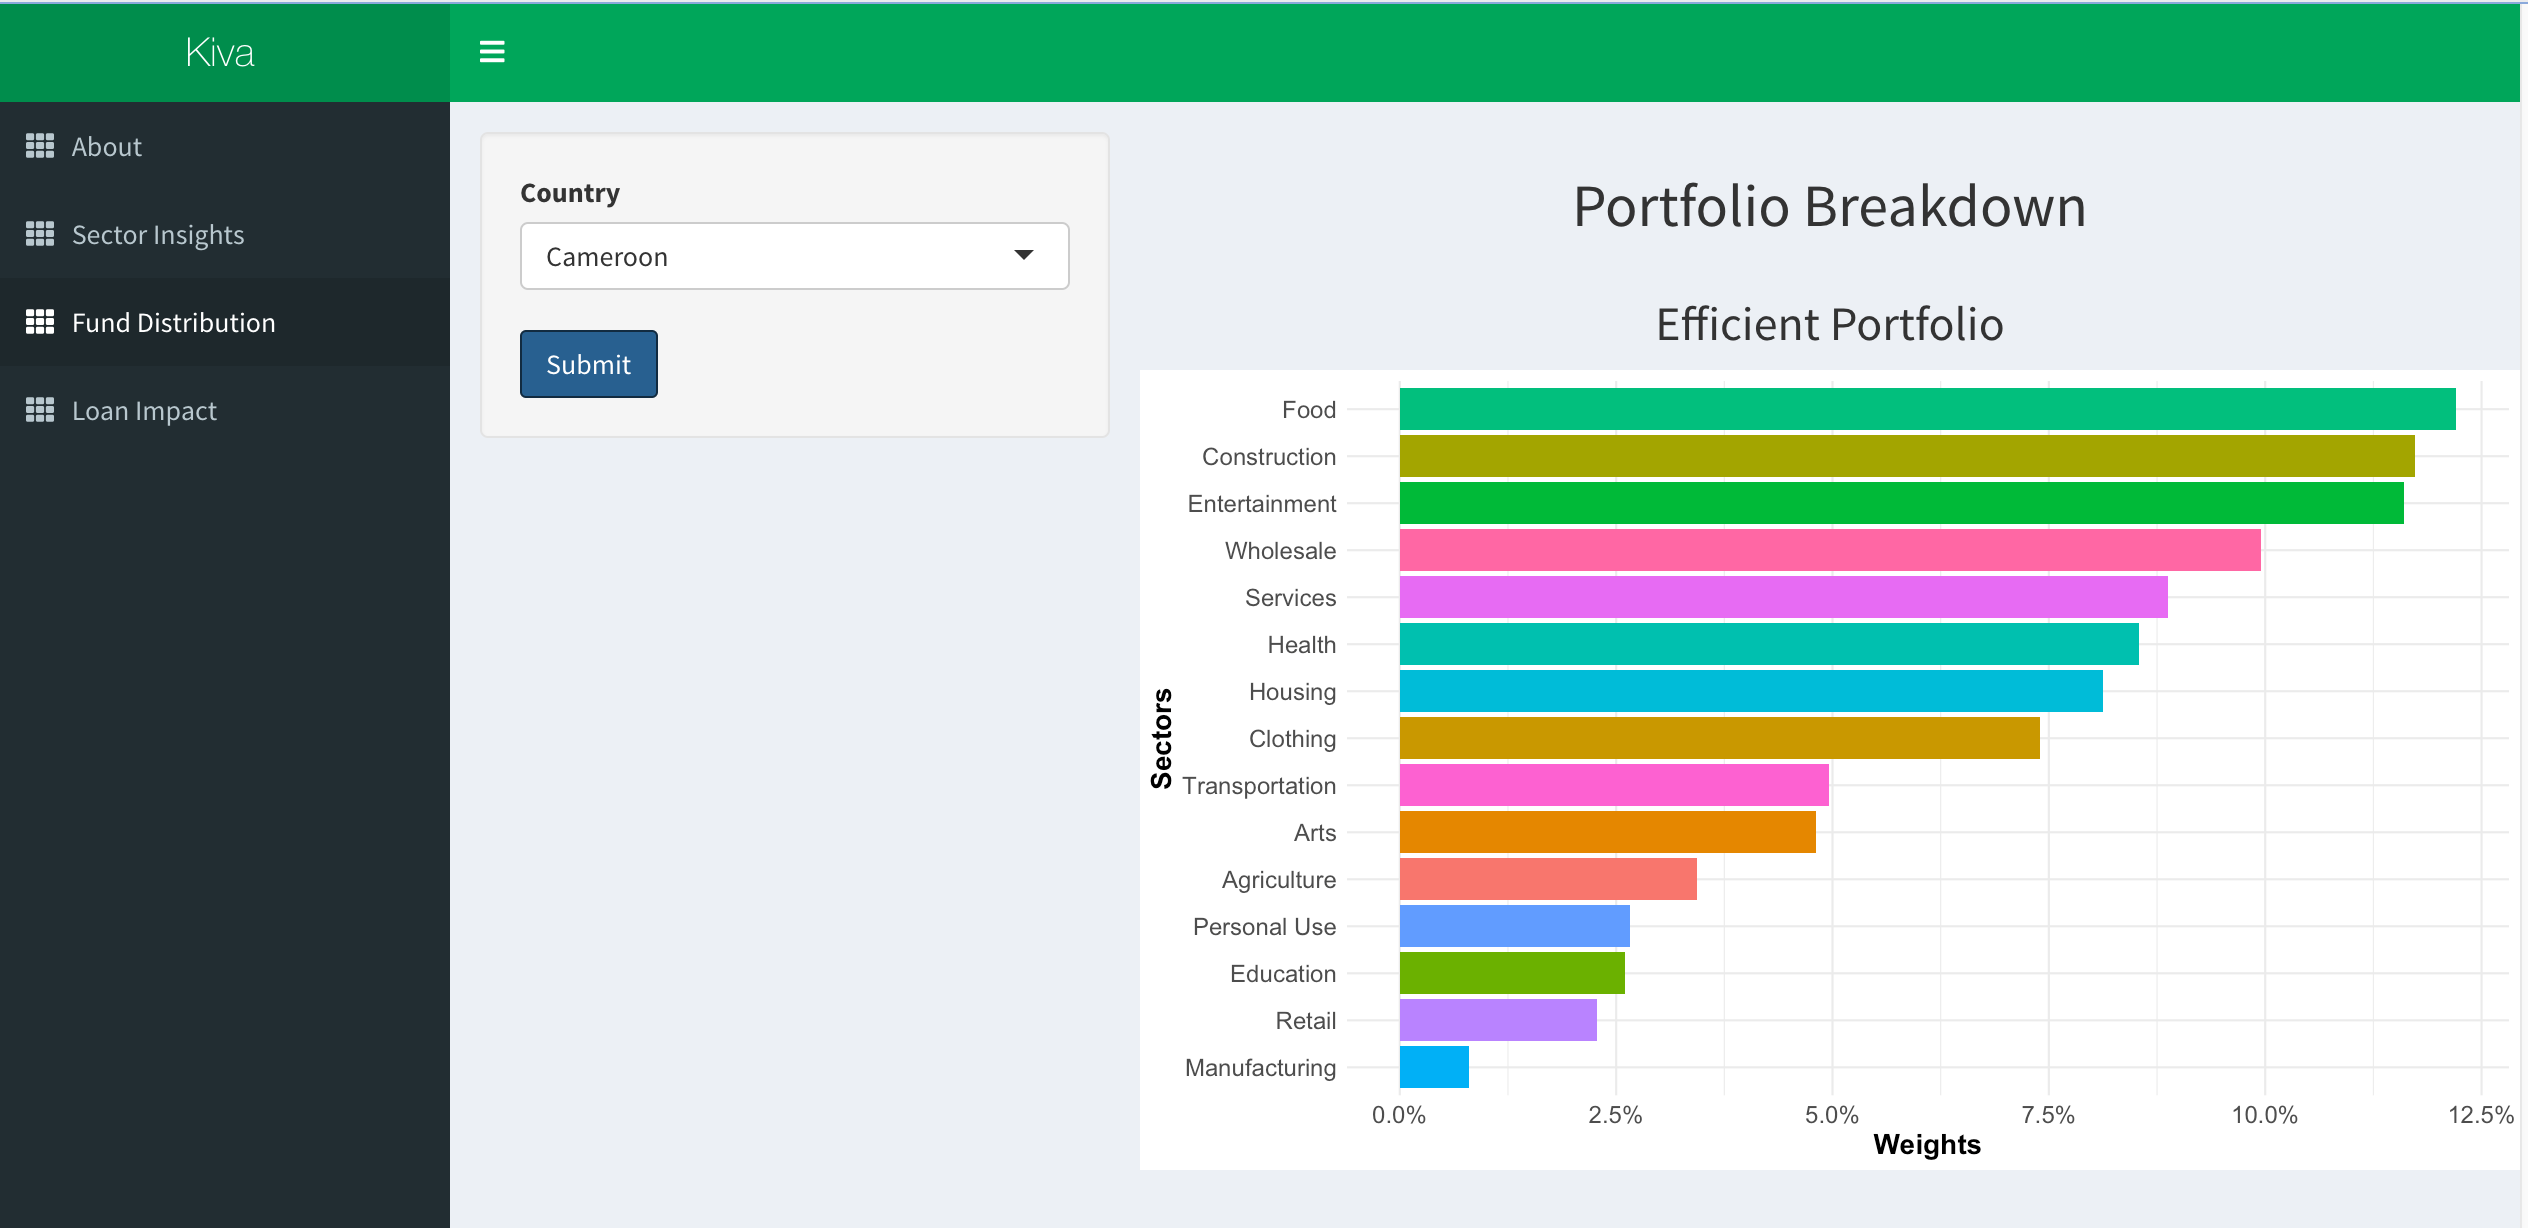 Kiva
About
Sector Insights
Fund Distribution
Loan Impact
Country
Cameroon
Submit
Portfolio Breakdown
Efficient Portfolio
Sectors
Food
Construction
Entertainment
Wholesale
Services
Health
Housing
Clothing
Transportation
Arts
Agriculture
Personal Use
Education
Retail
Manufacturing
0.0% 2.5% 5.0% 7.5% 10.0% 12.5%
Weights